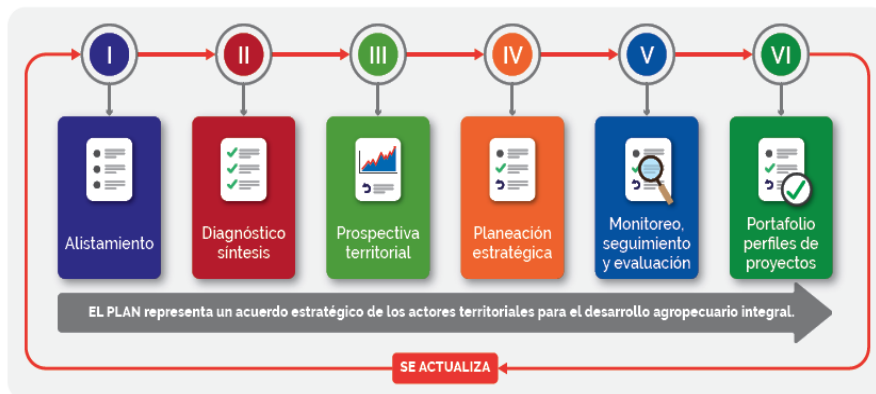 I
II
III
IV
V
VI
Alistamiento
Diagnóstico
síntesis
Prospectiva
territorial
Planeación
estratégica
Monitoreo,
seguimiento
y evaluación
Portafolio
perfiles de
proyectos
EL PLAN representa un acuerdo estratégico de los actores territoriales para el desarrollo agropecuario integral.
SE ACTUALIZA